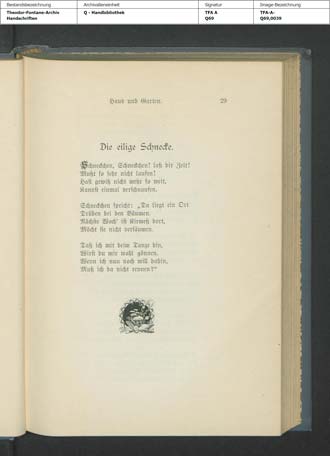 Bestandsbezeichnung
Archivalieneinheit
Signatur
Image-Bezeichnung
Theodor-Fontane-Archiv
Handschriften
Q - Handbibliothek
TFA A
Q69
TFA-A-
Q69,0039
Haus und Garten.
29
Die eilige Schnecke.
Schneckchen, Schneckchen! laß dir Zeit!
Mußt so sehr nicht laufen!
Hast gewiß nicht mehr so weit,
Kannst einmal verschnaufen.
Schneckchen spricht: „Da liegt ein Ort
Drüben bei den Bäumen.
Nächste Woch' ist Kirmeß dort,
Möcht sie nicht versäumen.
Daß ich mit beim Tanze bin,
Wirst du mir wohl gönnen,
Wenn ich nun noch will dahin,
Muß ich da nicht rennen?"